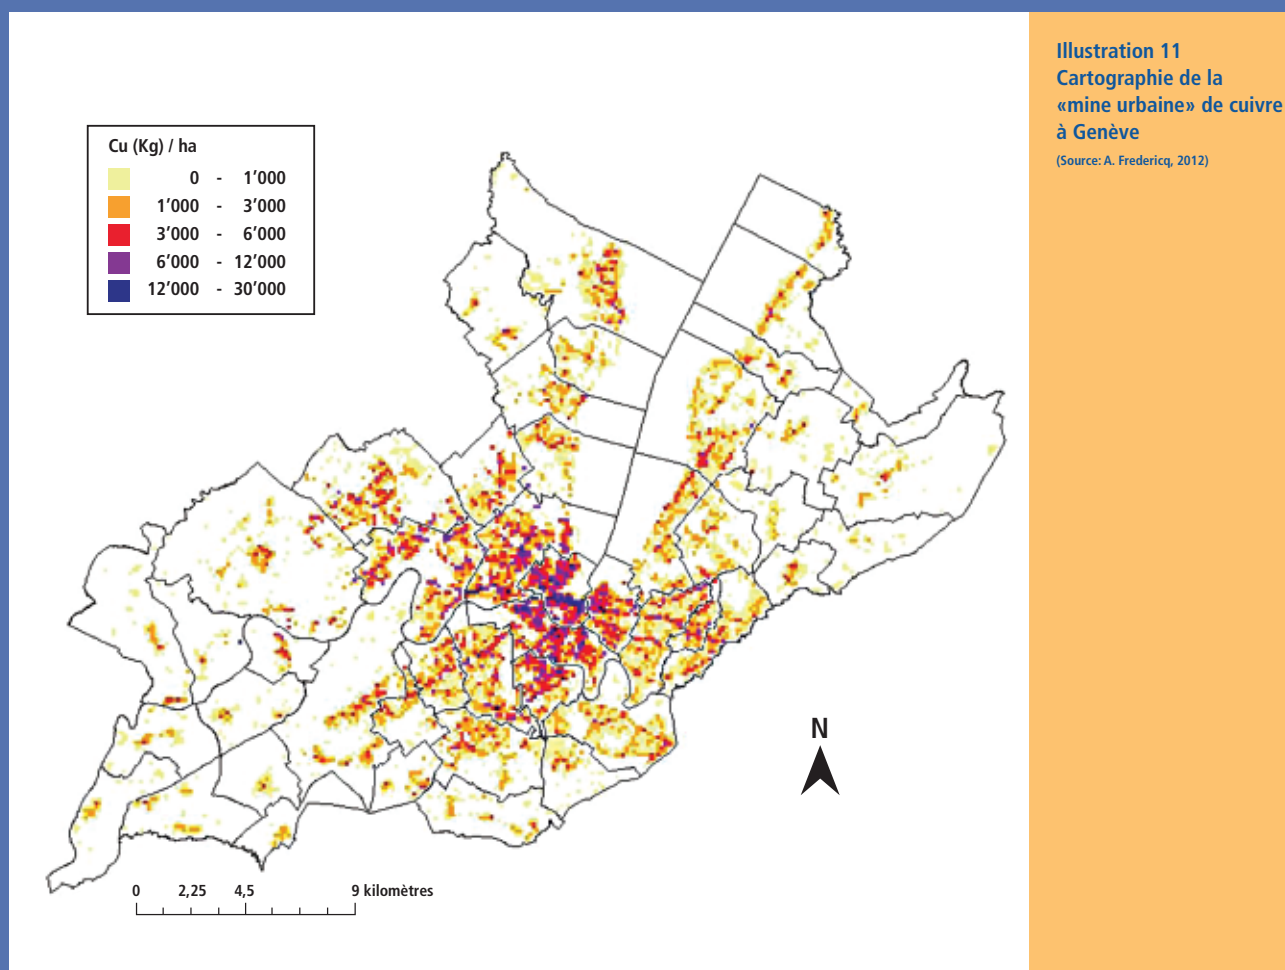 Illustration 11
Cartographie de la
«mine urbaine» de cuivre
à Genève
(Source: A. Fredericq, 2012)
Cu (Kg) / ha
0 - 1’000
1’000 - 3’000
3’000 - 6’000
6’000 - 12’000
12’000 - 30’000
N
0 2,25 4,5 9 kilomètres